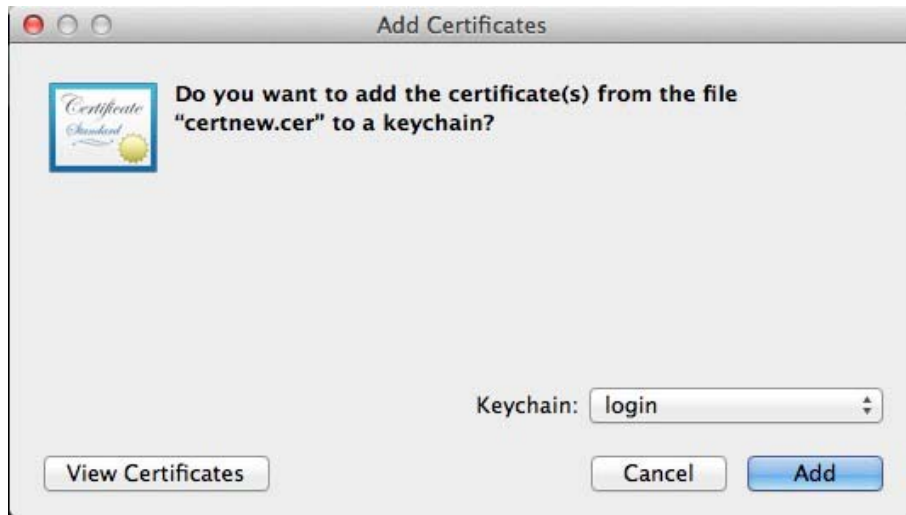 Add Certificates
Certificate
Standard
Do you want to add the certificate(s) from the file
“certnew.cer” to a keychain?
Keychain: login
View Certificates Cancel Add